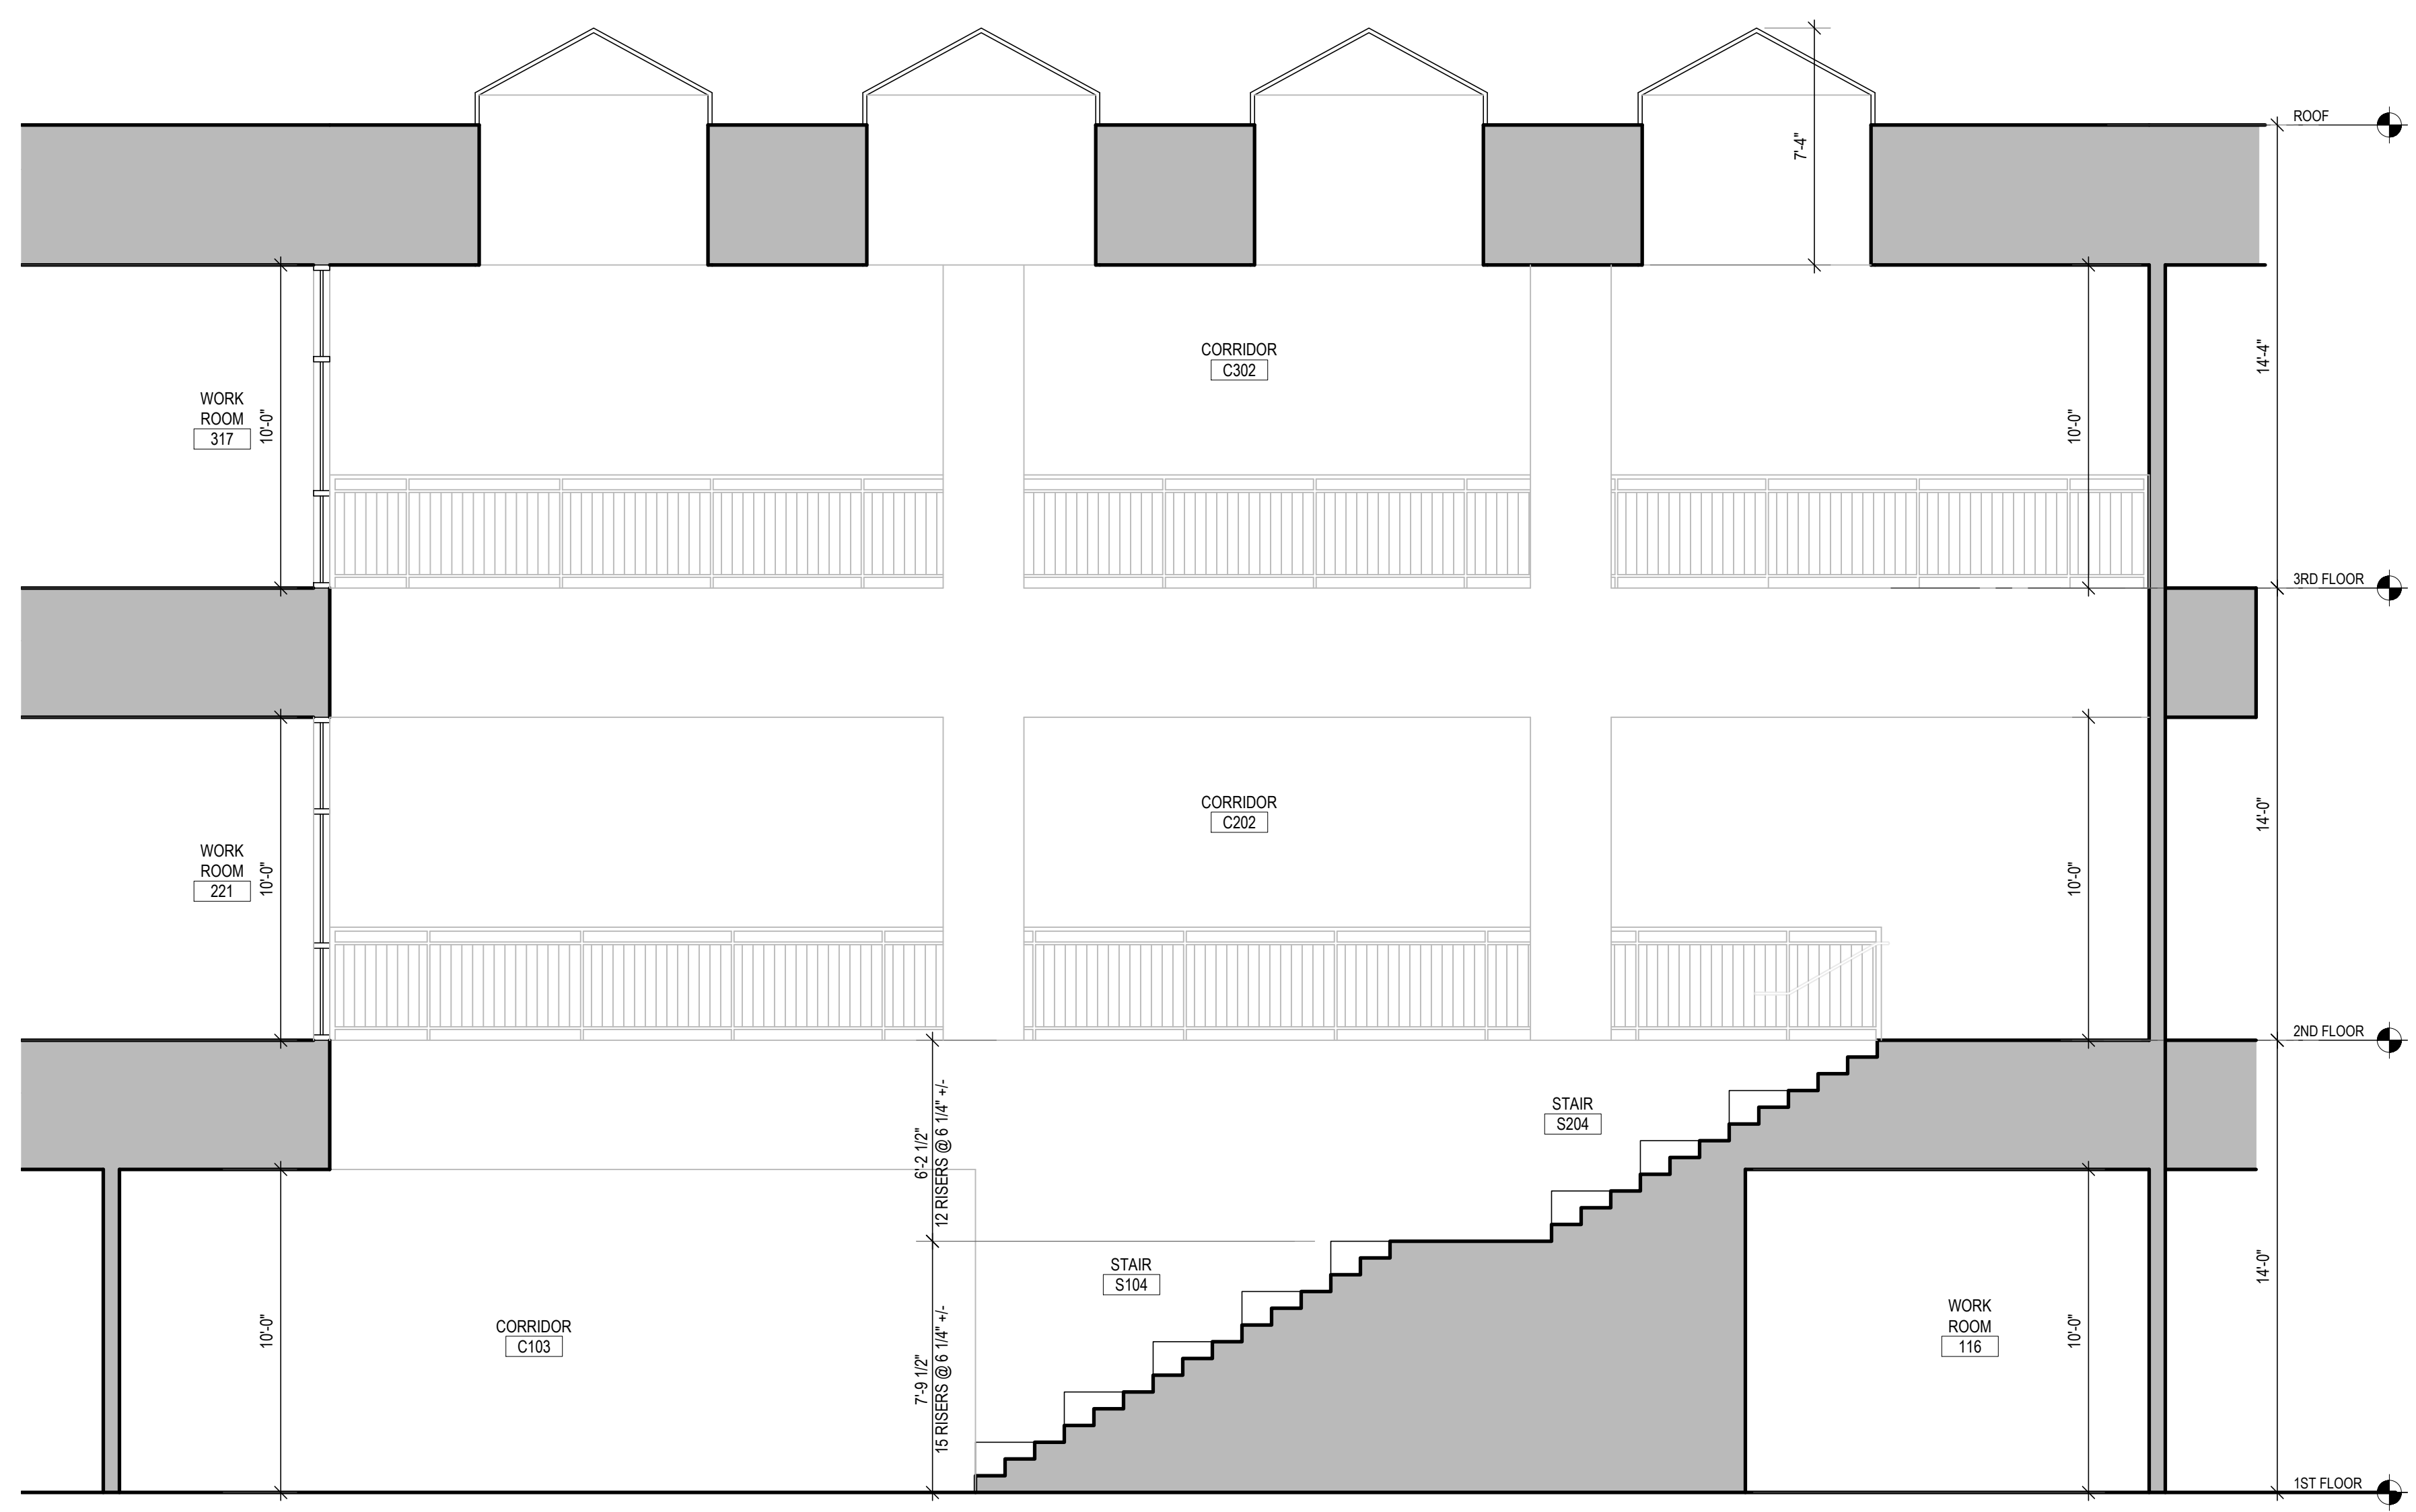 ROOF
7'-4"
CORRIDOR
C302
14'-4"
WORK
ROOM
317
10'-0"
10'-0"
3RD FLOOR
CORRIDOR
C202
14'-0"
WORK
ROOM
221
10'-0"
10'-0"
2ND FLOOR
6'-2 1/2"
12 RISERS @ 6 1/4" +/-
STAIR
S204
STAIR
S104
14'-0"
CORRIDOR
C103
10'-0"
7'-9 1/2"
15 RISERS @ 6 1/4" +/-
WORK
ROOM
116
10'-0"
1ST FLOOR